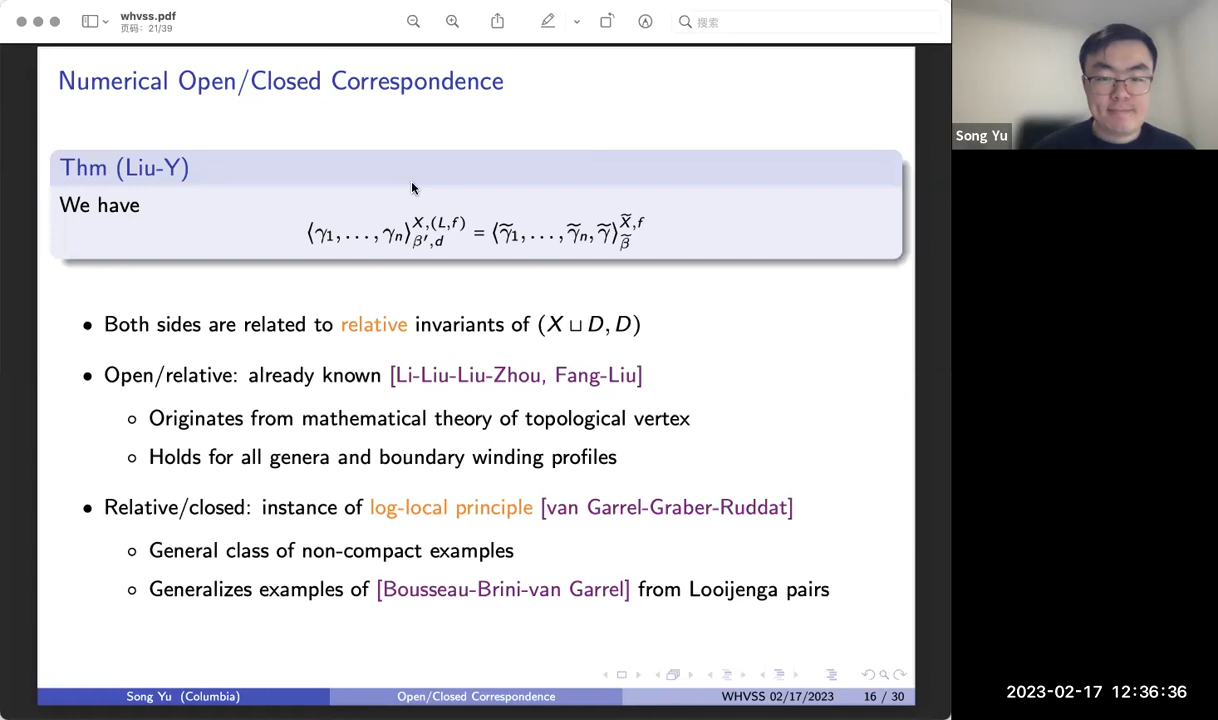 whvss.pdf
页码：21/39
搜索
Numerical Open/Closed Correspondence
Thm (Liu-Y)
We have
⟨γ₁, . . . , γₙ⟩^{X,(L,f)}_{β′,d} = ⟨γ̃₁, . . . , γ̃ₙ, γ̃⟩^{X̃,f}_{β̃}
• Both sides are related to relative invariants of (X ⊔ D, D)
• Open/relative: already known [Li-Liu-Liu-Zhou, Fang-Liu]
◦ Originates from mathematical theory of topological vertex
◦ Holds for all genera and boundary winding profiles
• Relative/closed: instance of log-local principle [van Garrel-Graber-Ruddat]
◦ General class of non-compact examples
◦ Generalizes examples of [Bousseau-Brini-van Garrel] from Looijenga pairs
Song Yu (Columbia) Open/Closed Correspondence WHVSS 02/17/2023 16 / 30
Song Yu
2023-02-17 12:36:36